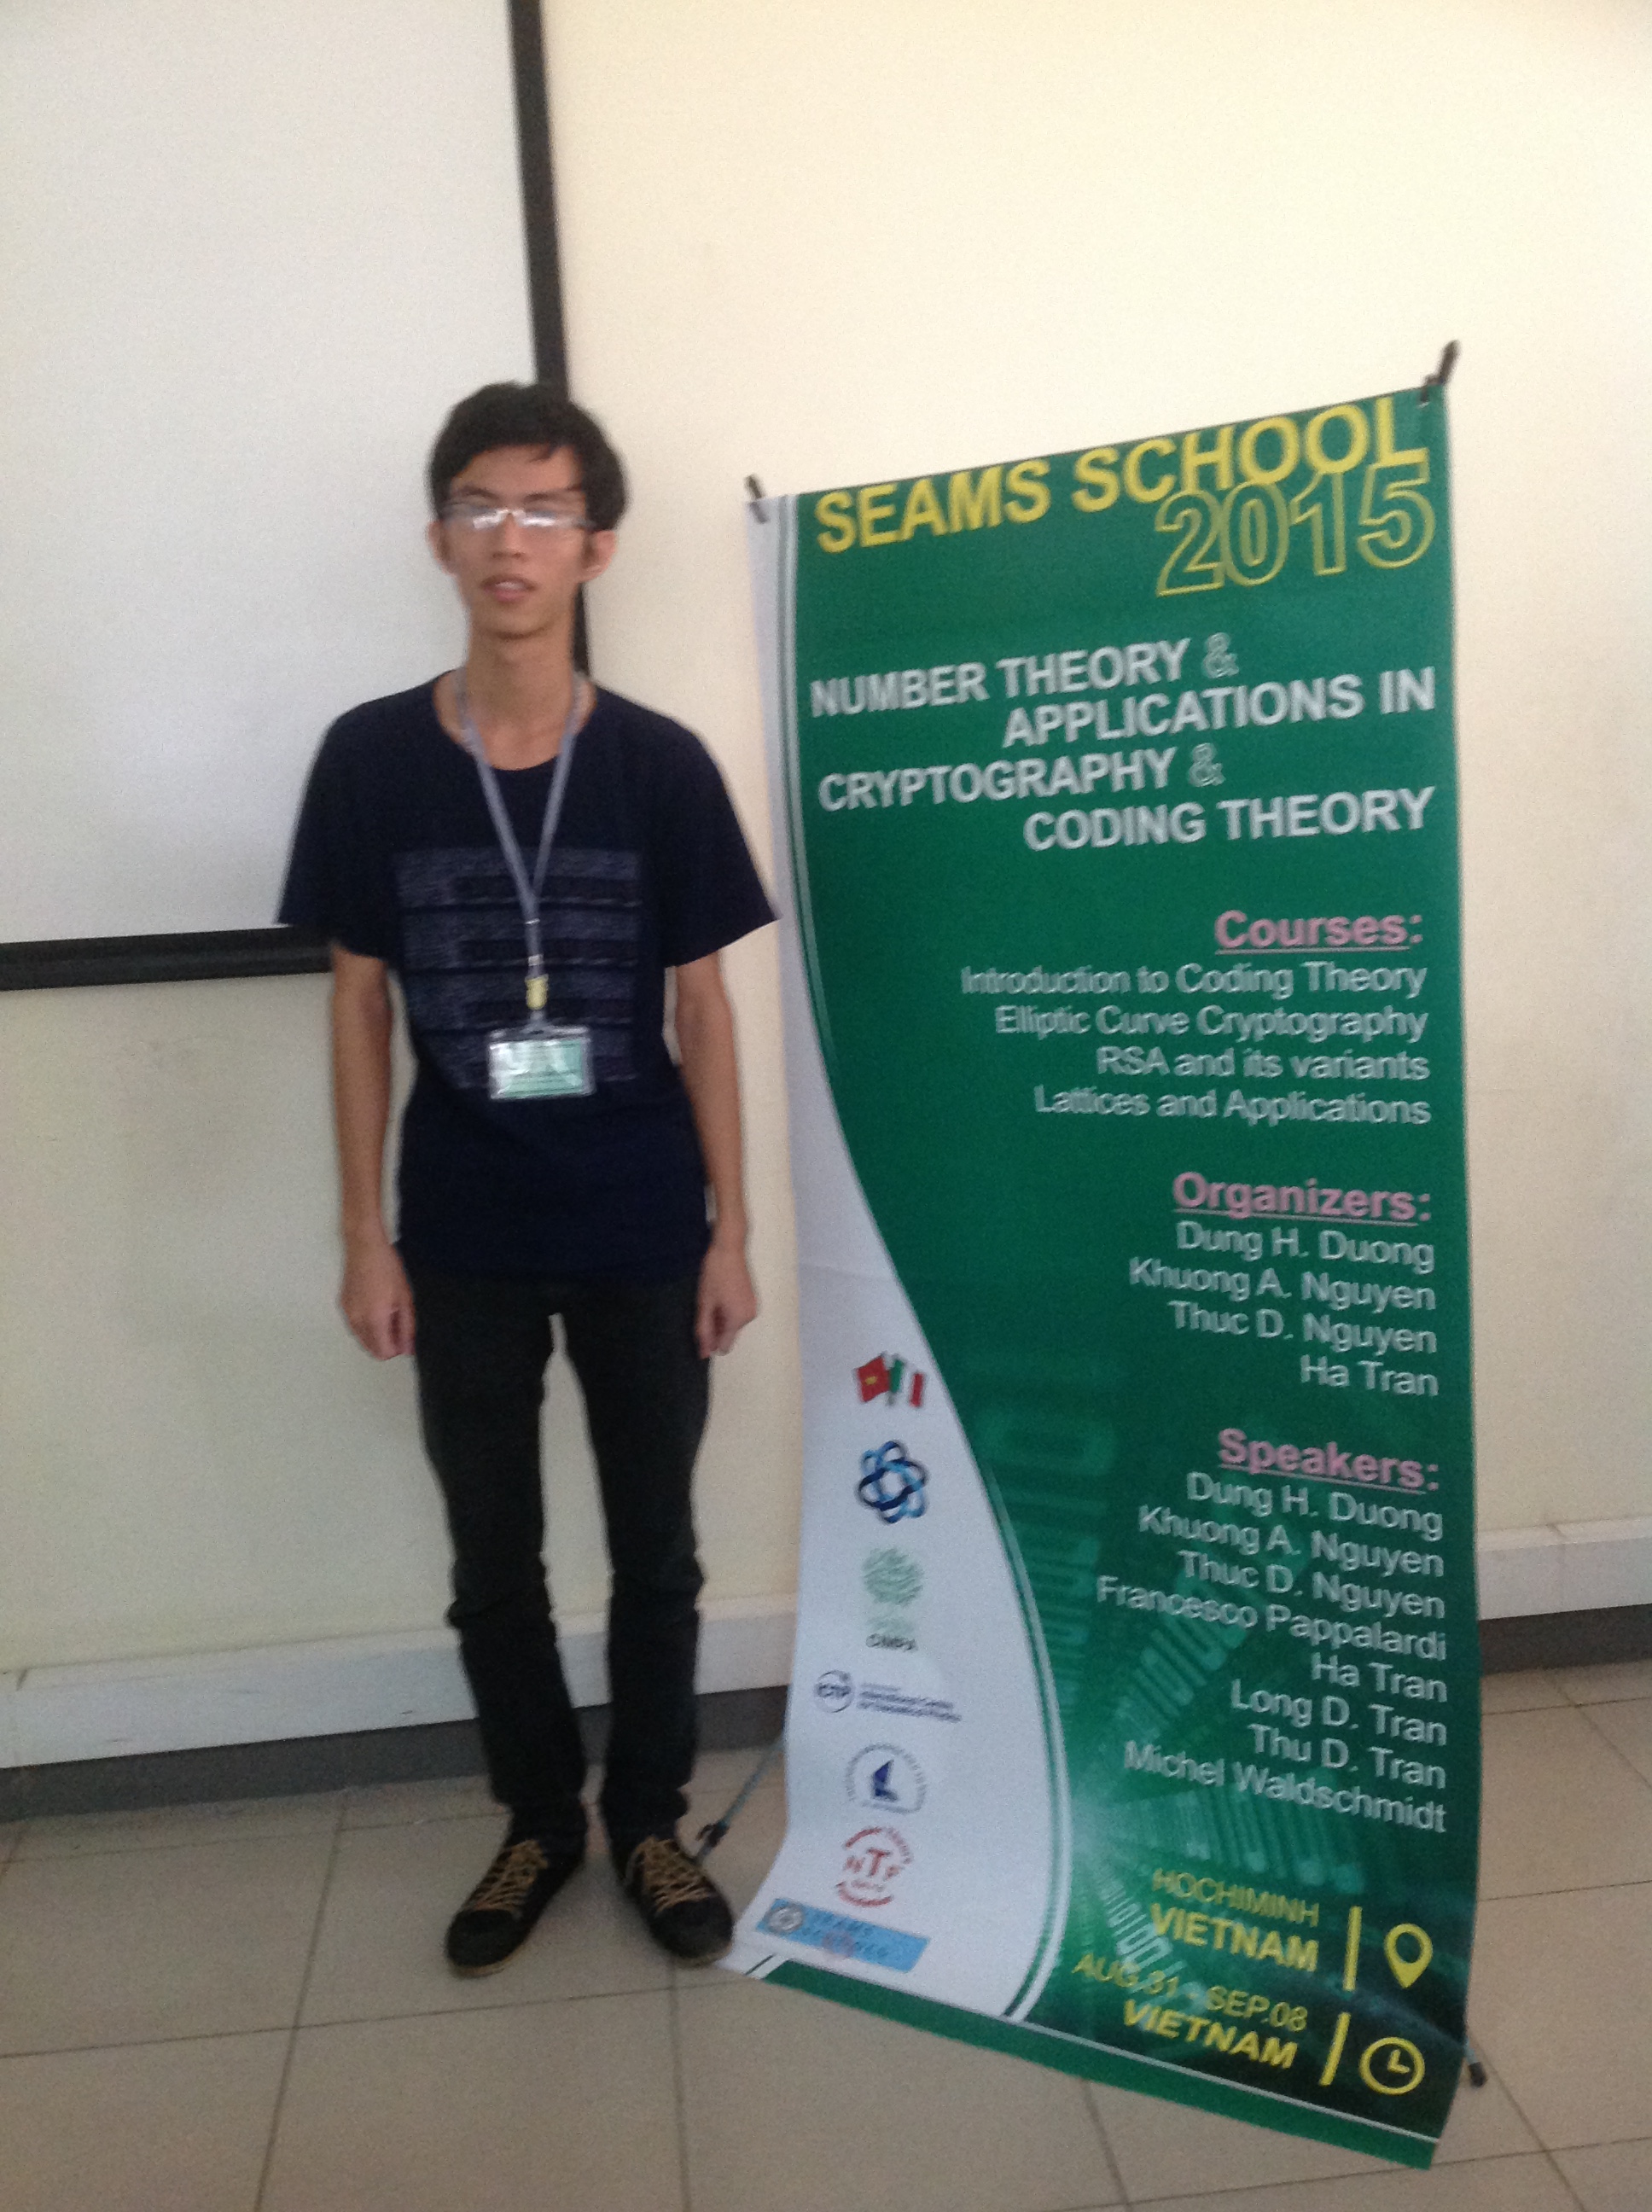 SEAMS SCHOOL
2015
NUMBER THEORY &
APPLICATIONS IN
CRYPTOGRAPHY &
CODING THEORY
Courses:
Introduction to Coding Theory
Elliptic Curve Cryptography
RSA and its variants
Lattices and Applications
Organizers:
Dung H. Duong
Khuong A. Nguyen
Thuc D. Nguyen
Ha Tran
Speakers:
Dung H. Duong
Khuong A. Nguyen
Thuc D. Nguyen
Francesco Pappalardi
Ha Tran
Long D. Tran
Thu D. Tran
Michel Waldschmidt
HOCHIMINH
VIETNAM
AUG.31 - SEP.08
VIETNAM
CIMPA
ICTP
NTF